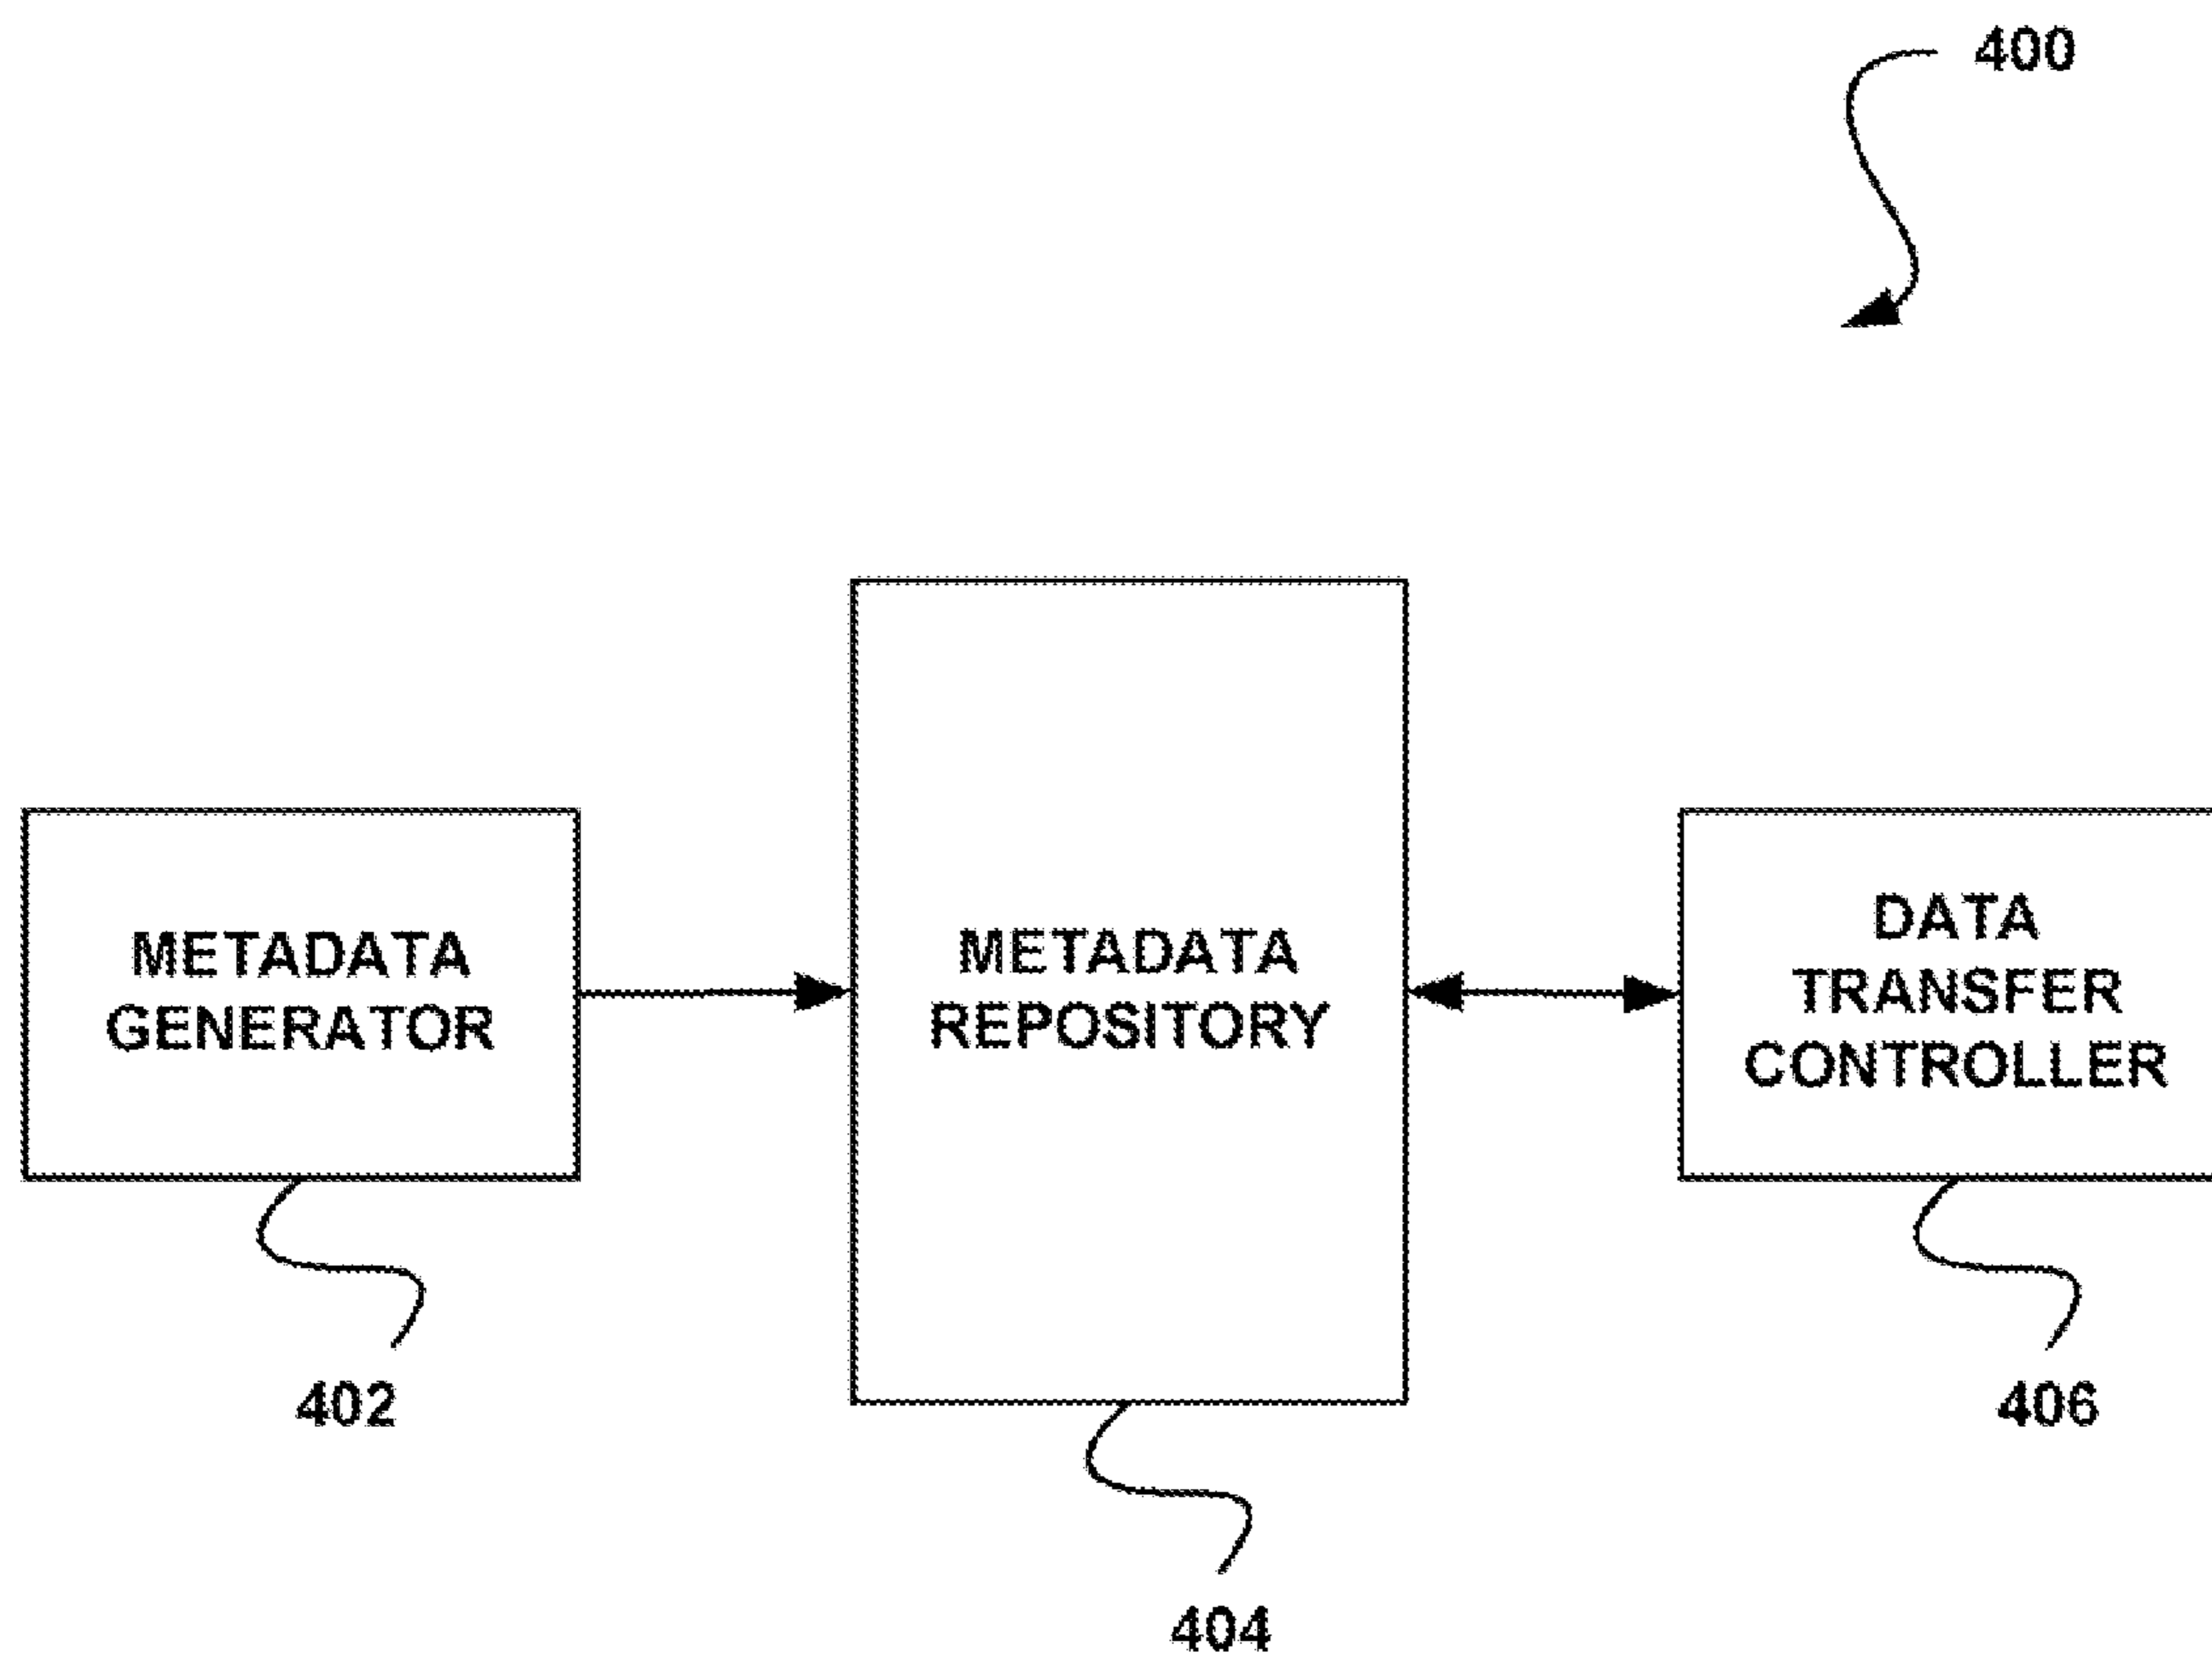 400
METADATA
GENERATOR
METADATA
REPOSITORY
DATA
TRANSFER
CONTROLLER
402
406
404